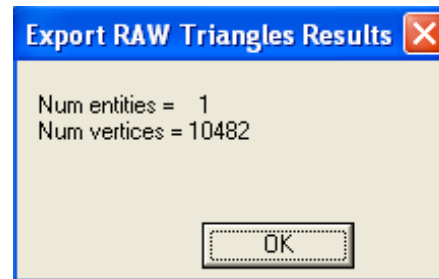 Export RAW Triangles Results
Num entities = 1
Num vertices = 10482
OK